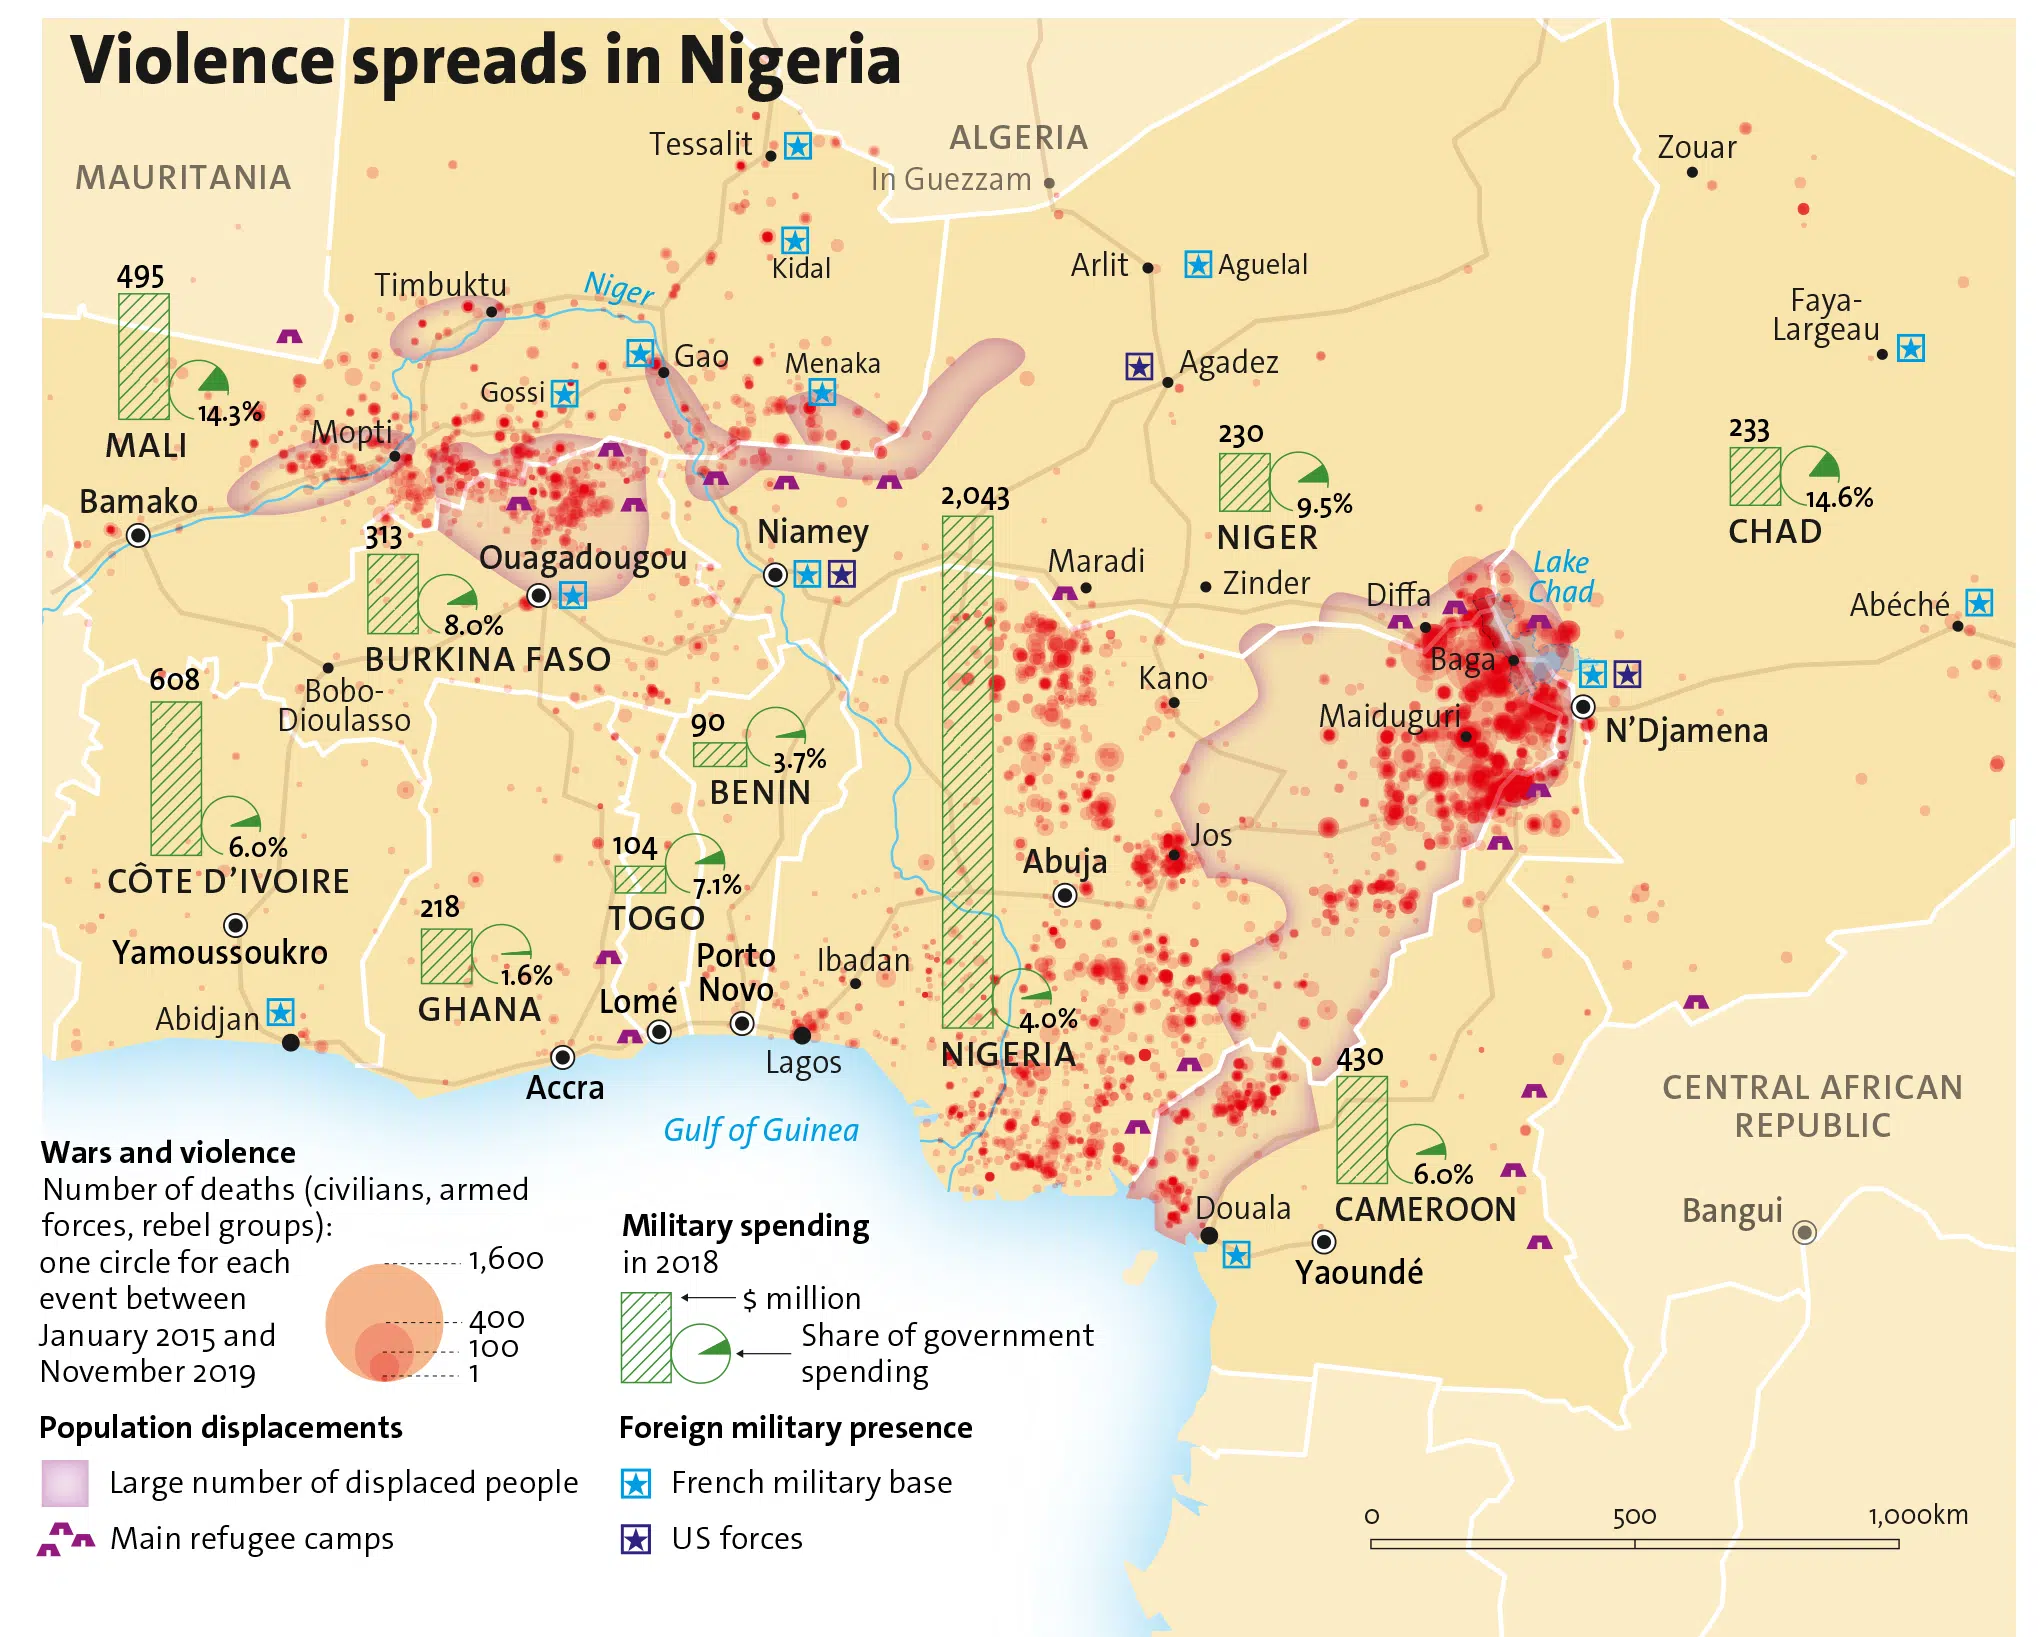 Violence spreads in Nigeria
MAURITANIA
ALGERIA
In Guezzam
Tessalit
Zouar
Kidal
Arlit
Aguelal
495
14.3%
MALI
Timbuktu
Niger
Gao
Menaka
Gossi
Agadez
Faya-
Largeau
Mopti
Bamako
230
9.5%
NIGER
233
14.6%
CHAD
313
8.0%
BURKINA FASO
Ouagadougou
Niamey
2,043
4.0%
NIGERIA
Maradi
Zinder
Diffa
Lake
Chad
Abéché
Baga
Kano
Maiduguri
N'Djamena
608
6.0%
CÔTE D'IVOIRE
Bobo-
Dioulasso
90
3.7%
BENIN
104
7.1%
TOGO
Jos
Abuja
Yamoussoukro
218
1.6%
GHANA
Porto
Novo
Ibadan
Lomé
Abidjan
Lagos
Accra
Gulf of Guinea
430
6.0%
CAMEROON
CENTRAL AFRICAN
REPUBLIC
Douala
Yaoundé
Bangui
Wars and violence
Number of deaths (civilians, armed
forces, rebel groups):
one circle for each
event between
January 2015 and
November 2019
1,600
400
100
1
Military spending
in 2018
$ million
Share of government
spending
Population displacements
Large number of displaced people
Main refugee camps
Foreign military presence
French military base
US forces
0 500 1,000km